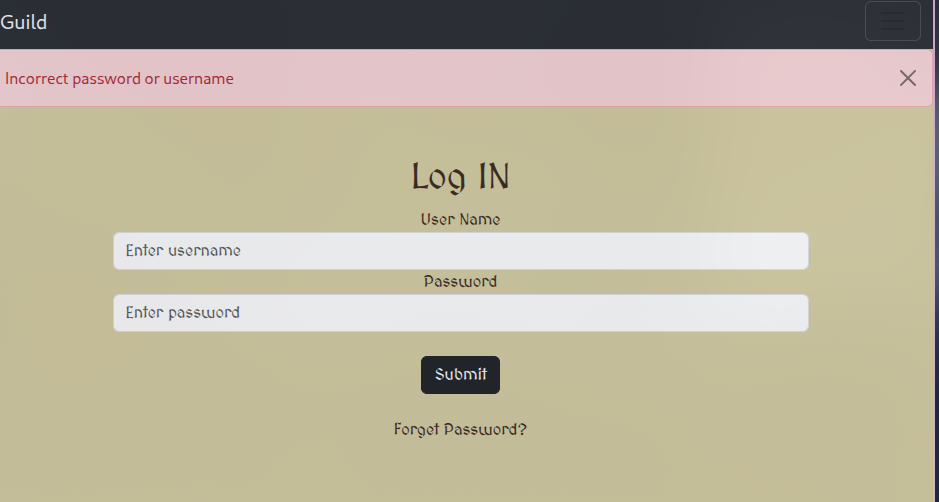 Guild
Incorrect password or username
Log IN
User Name
Enter username
Password
Enter password
Submit
Forget Password?